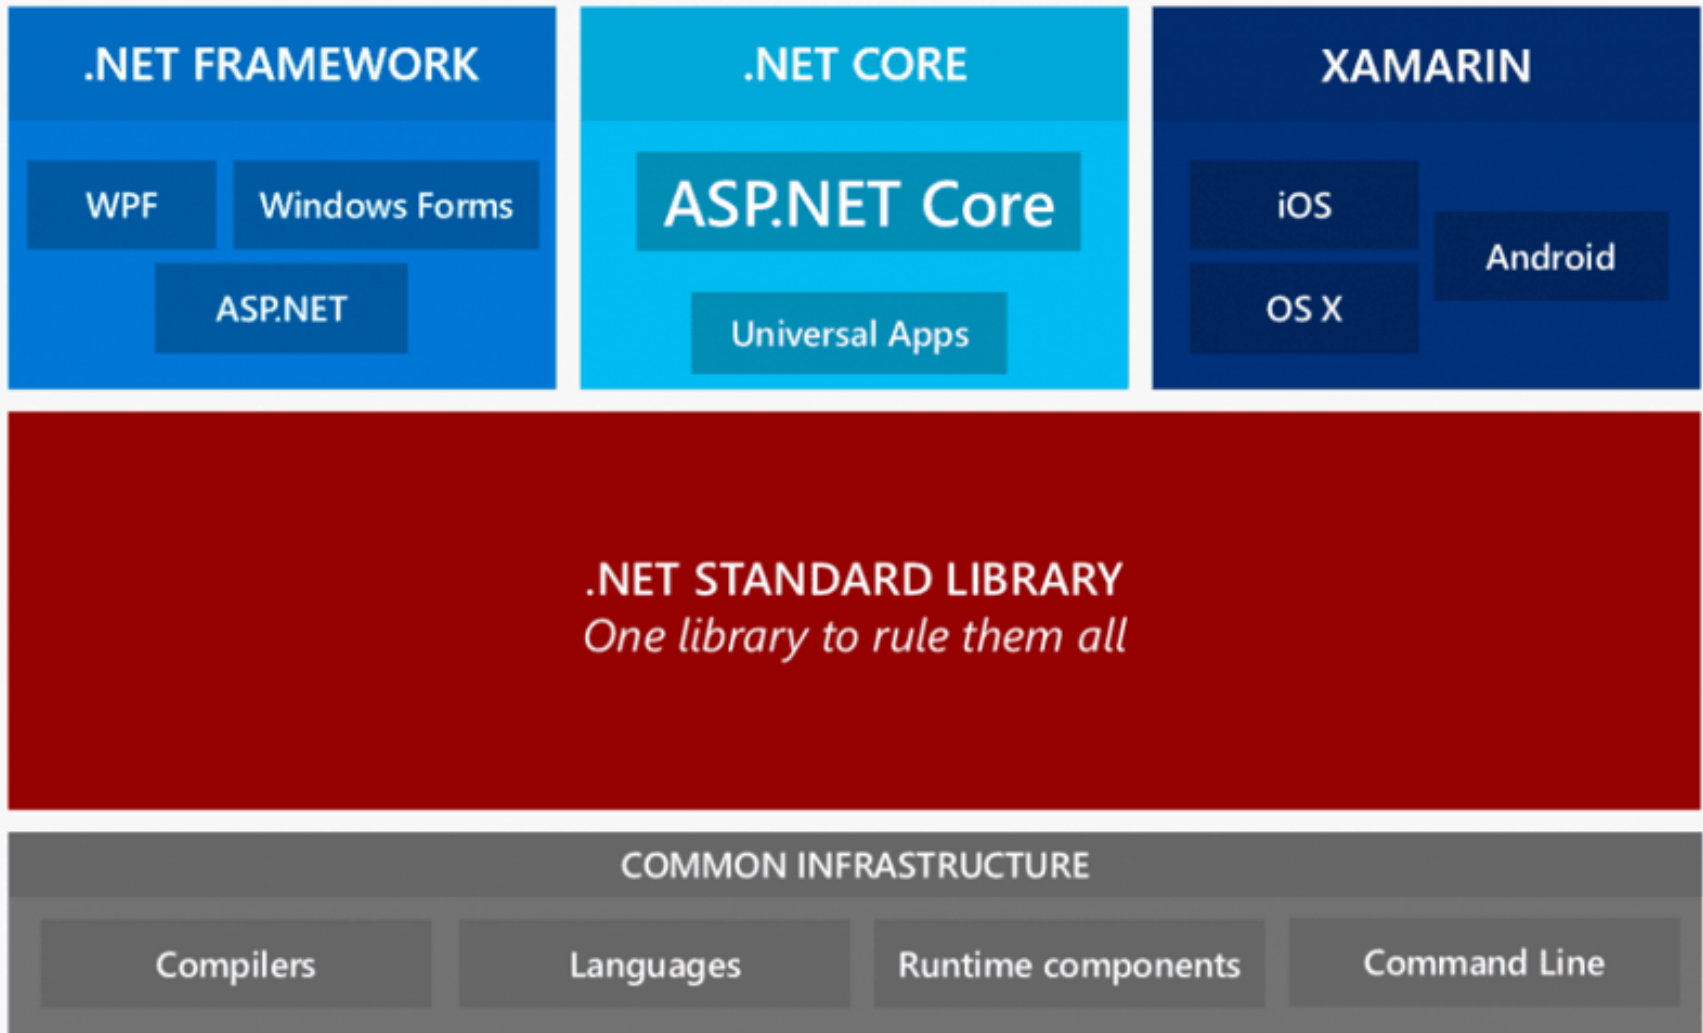 .NET FRAMEWORK
WPF
Windows Forms
ASP.NET
.NET CORE
ASP.NET Core
Universal Apps
XAMARIN
iOS
Android
OS X
.NET STANDARD LIBRARY
One library to rule them all
COMMON INFRASTRUCTURE
Compilers
Languages
Runtime components
Command Line